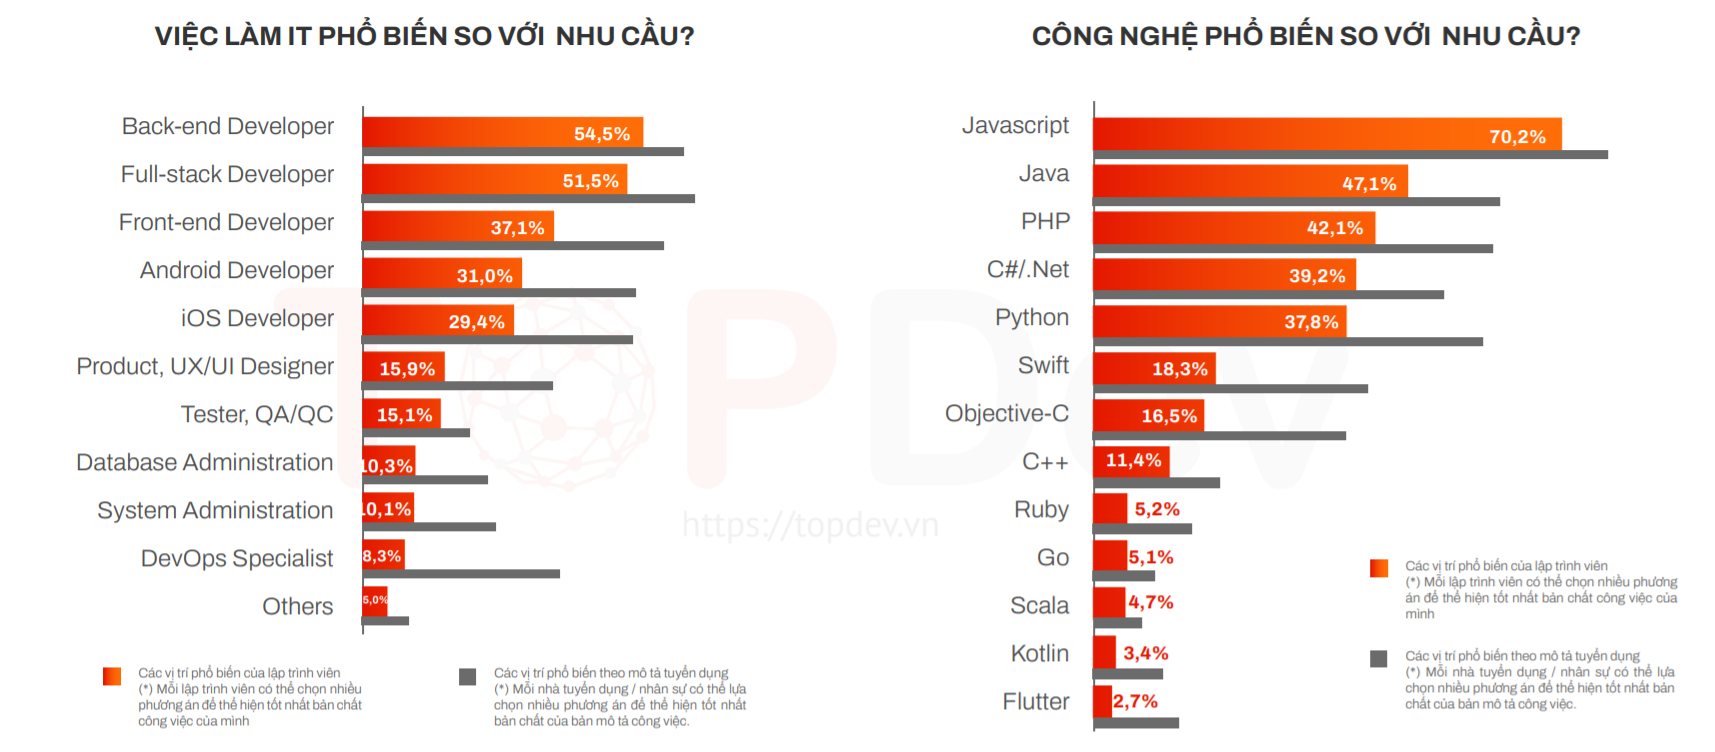 VIỆC LÀM IT PHỔ BIẾN SO VỚI NHU CẦU?
Back-end Developer 54,5%
Full-stack Developer 51,5%
Front-end Developer 37,1%
Android Developer 31,0%
iOS Developer 29,4%
Product, UX/UI Designer 15,9%
Tester, QA/QC 15,1%
Database Administration 10,3%
System Administration 10,1%
DevOps Specialist 8,3%
Others 5,0%
Các vị trí phổ biến của lập trình viên
(*) Mỗi lập trình viên có thể chọn nhiều
phương án để thể hiện tốt nhất bản chất
công việc của mình
Các vị trí phổ biến theo mô tả tuyển dụng
(*) Mỗi nhà tuyển dụng / nhân sự có thể lựa
chọn nhiều phương án để thể hiện tốt nhất
bản chất của bản mô tả công việc.
CÔNG NGHỆ PHỔ BIẾN SO VỚI NHU CẦU?
Javascript 70,2%
Java 47,1%
PHP 42,1%
C#/.Net 39,2%
Python 37,8%
Swift 18,3%
Objective-C 16,5%
C++ 11,4%
Ruby 5,2%
Go 5,1%
Scala 4,7%
Kotlin 3,4%
Flutter 2,7%
Các vị trí phổ biến của lập trình viên
(*) Mỗi lập trình viên có thể chọn nhiều phương
án để thể hiện tốt nhất bản chất công việc của
mình
Các vị trí phổ biến theo mô tả tuyển dụng
(*) Mỗi nhà tuyển dụng / nhân sự có thể lựa
chọn nhiều phương án để thể hiện tốt nhất bản
chất của bản mô tả công việc.
TOPDev
https://topdev.vn